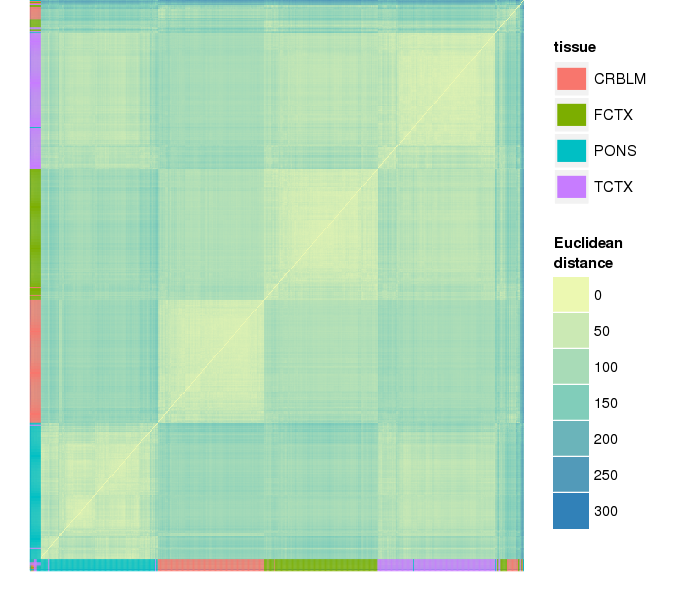 tissue
CRBLM
FCTX
PONS
TCTX
Euclidean
distance
0
50
100
150
200
250
300